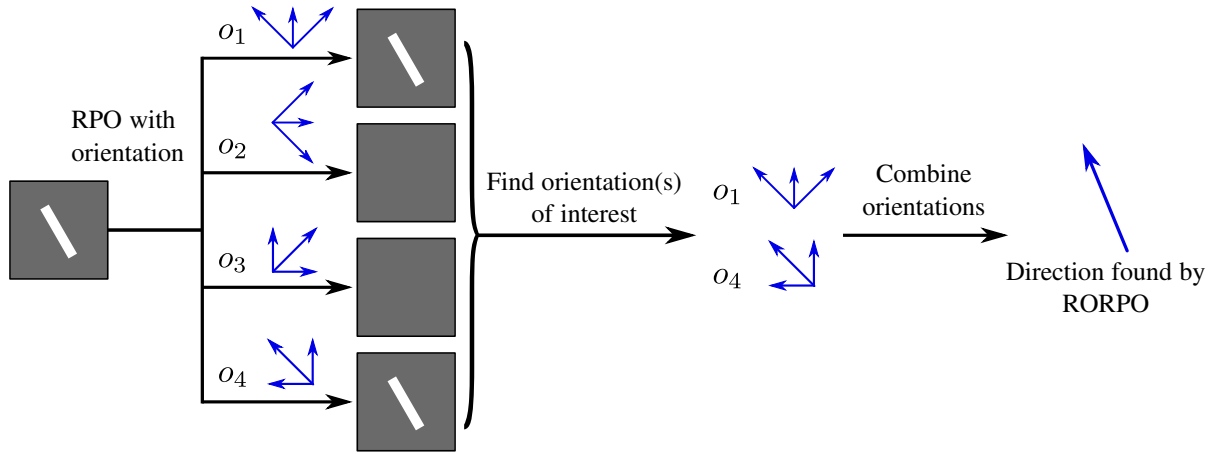 o₁
RPO with
orientation
o₂
o₃
o₄
Find orientation(s)
of interest
o₁
o₄
Combine
orientations
Direction found by
RORPO